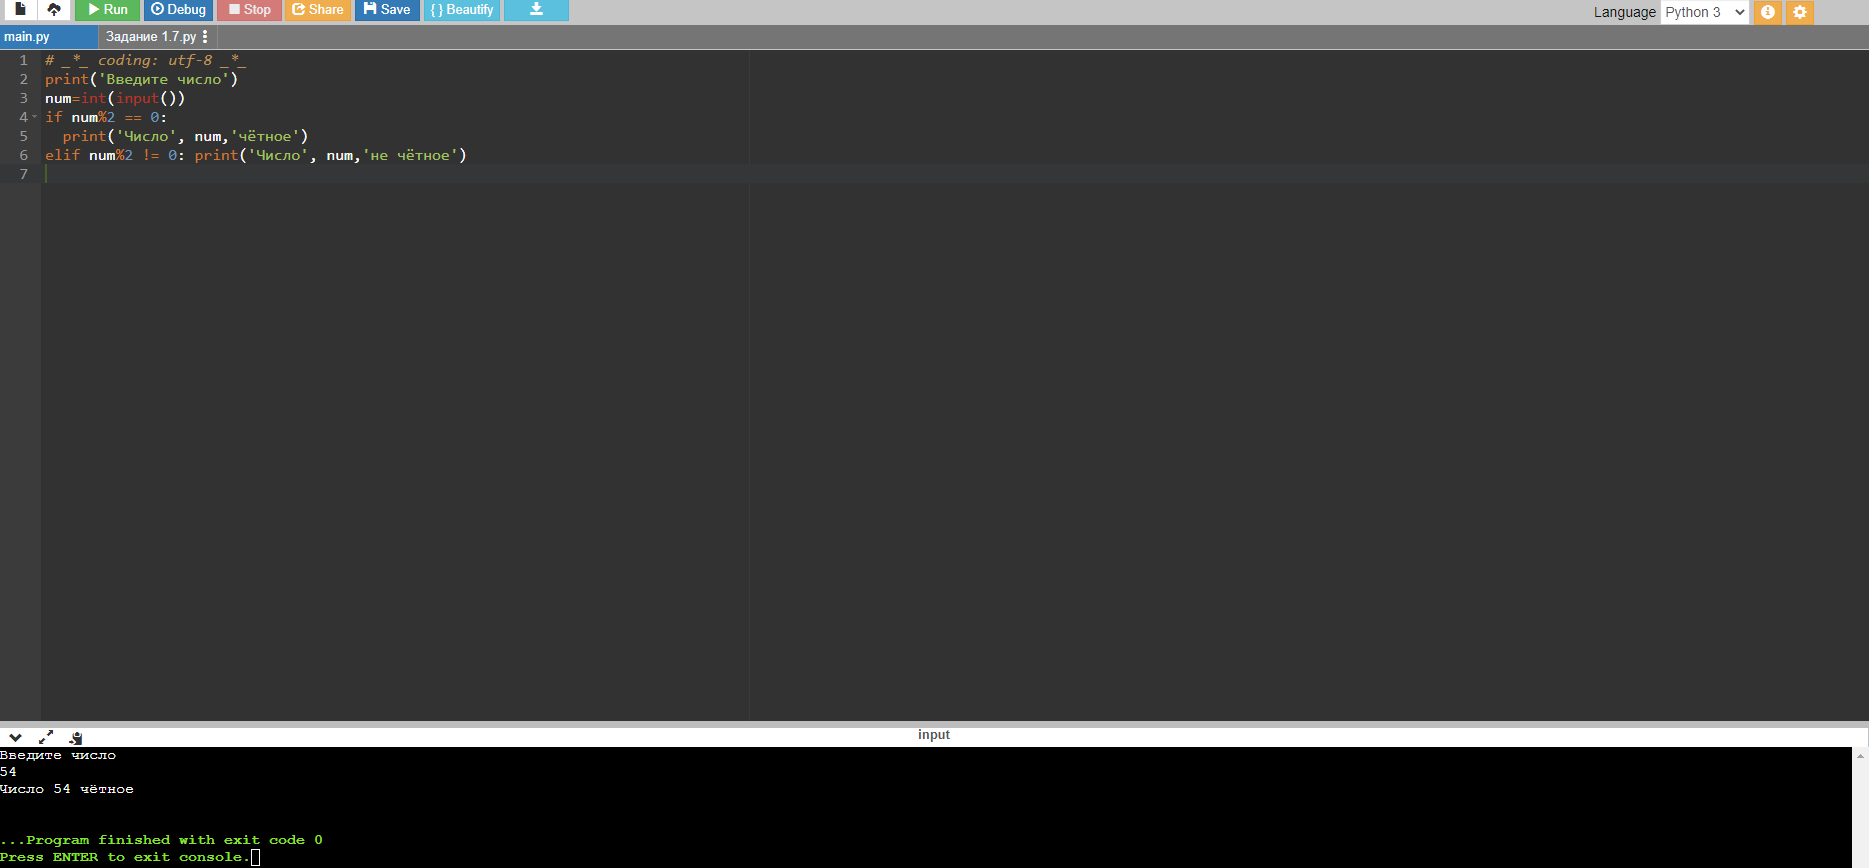 Run Debug Stop Share Save { } Beautify Language Python 3
main.py Задание 1.7.py
1 # _*_ coding: utf-8 _*_
2 print('Введите число')
3 num=int(input())
4 if num%2 == 0:
5 print('Число', num,'чётное')
6 elif num%2 != 0: print('Число', num,'не чётное')
7
input
Введите число
54
Число 54 чётное
...Program finished with exit code 0
Press ENTER to exit console.